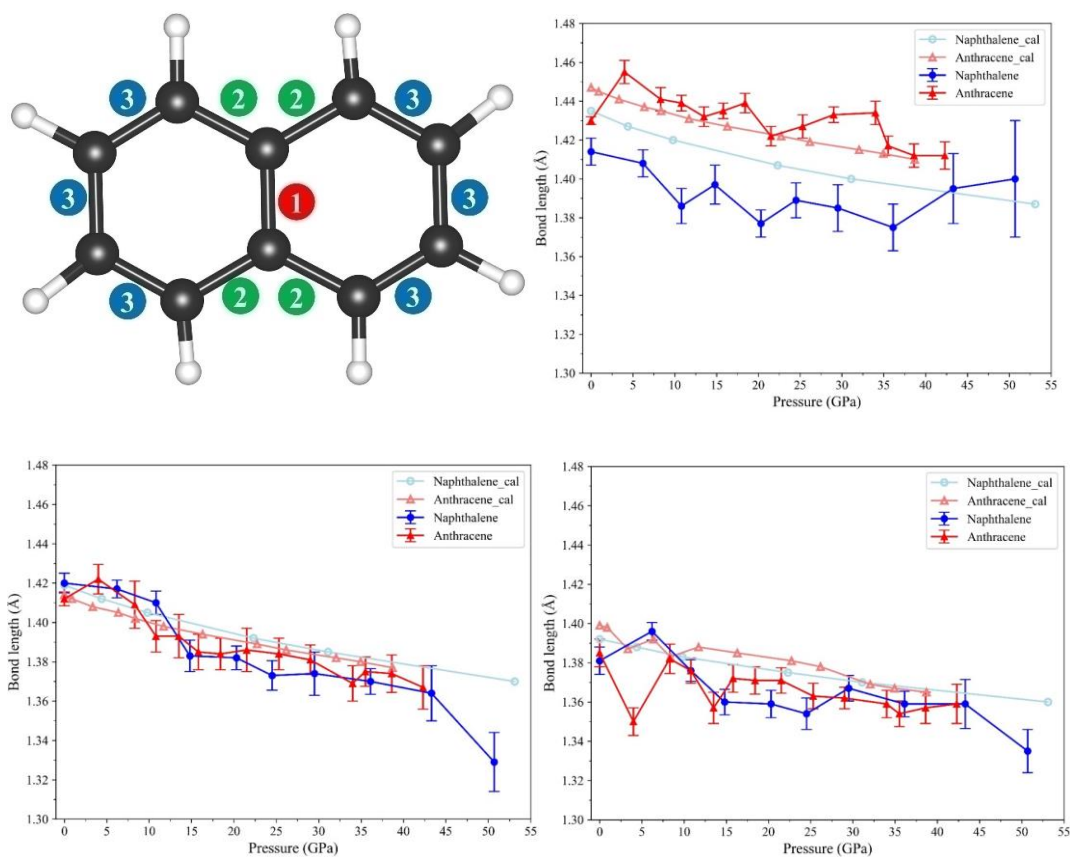 3 2 2 3
3 1 3
3 2 2 3
1.48
1.46
1.44
1.42
1.40
1.38
1.36
1.34
1.32
1.30
Bond length (Å)
Naphthalene_cal
Anthracene_cal
Naphthalene
Anthracene
0 5 10 15 20 25 30 35 40 45 50 55
Pressure (GPa)
1.48
1.46
1.44
1.42
1.40
1.38
1.36
1.34
1.32
1.30
Bond length (Å)
Naphthalene_cal
Anthracene_cal
Naphthalene
Anthracene
0 5 10 15 20 25 30 35 40 45 50 55
Pressure (GPa)
1.48
1.46
1.44
1.42
1.40
1.38
1.36
1.34
1.32
1.30
Bond length (Å)
Naphthalene_cal
Anthracene_cal
Naphthalene
Anthracene
0 5 10 15 20 25 30 35 40 45 50 55
Pressure (GPa)